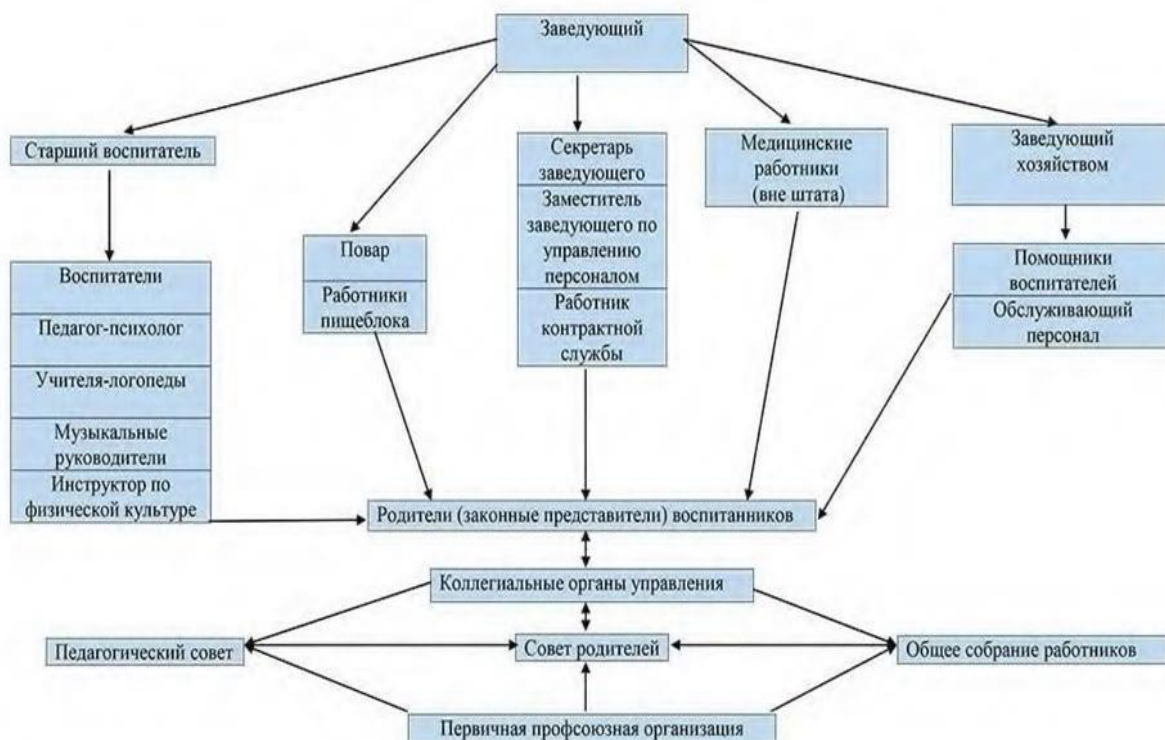 Заведующий
Старший воспитатель
Секретарь
заведующего
Заместитель
заведующего по
управлению
персоналом
Работник
контрактной
службы
Медицинские
работники
(вне штата)
Заведующий
хозяйством
Воспитатели
Педагог-психолог
Учителя-логопеды
Музыкальные
руководители
Инструктор по
физической культуре
Повар
Работники
пищеблока
Помощники
воспитателей
Обслуживающий
персонал
Родители (законные представители) воспитанников
Коллегиальные органы управления
Педагогический совет
Совет родителей
Общее собрание работников
Первичная профсоюзная организация